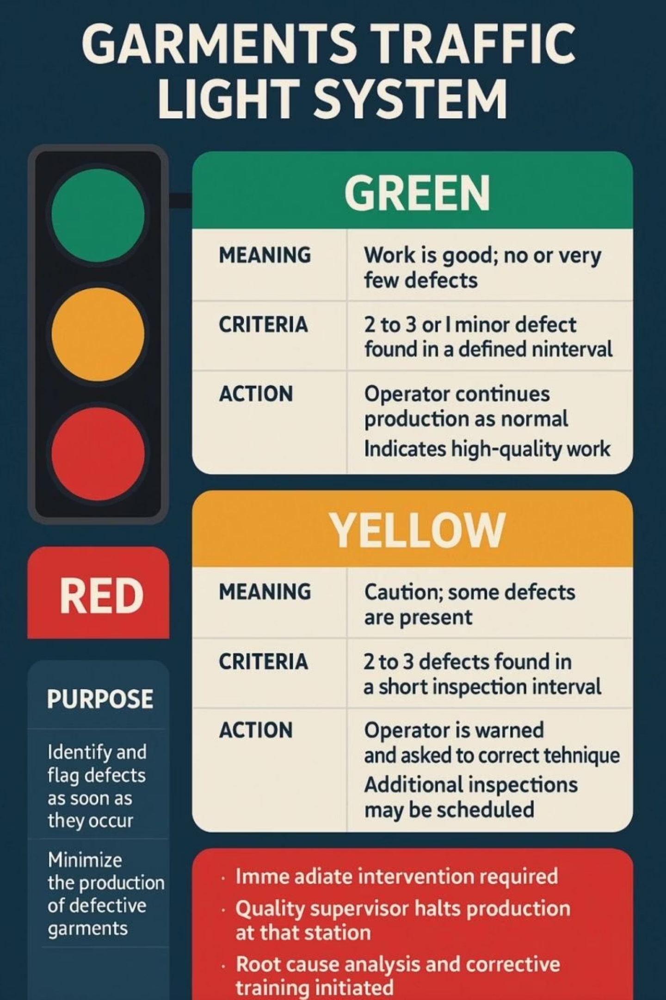 GARMENTS TRAFFIC
LIGHT SYSTEM
GREEN
MEANING
Work is good; no or very
few defects
CRITERIA
2 to 3 or I minor defect
found in a defined ninterval
ACTION
Operator continues
production as normal
Indicates high-quality work
YELLOW
MEANING
Caution; some defects
are present
CRITERIA
2 to 3 defects found in
a short inspection interval
ACTION
Operator is warned
and asked to correct tehnique
Additional inspections
may be scheduled
RED
· Imme adiate intervention required
· Quality supervisor halts production
at that station
· Root cause analysis and corrective
training initiated
PURPOSE
Identify and
flag defects
as soon as
they occur
Minimize
the production
of defective
garments